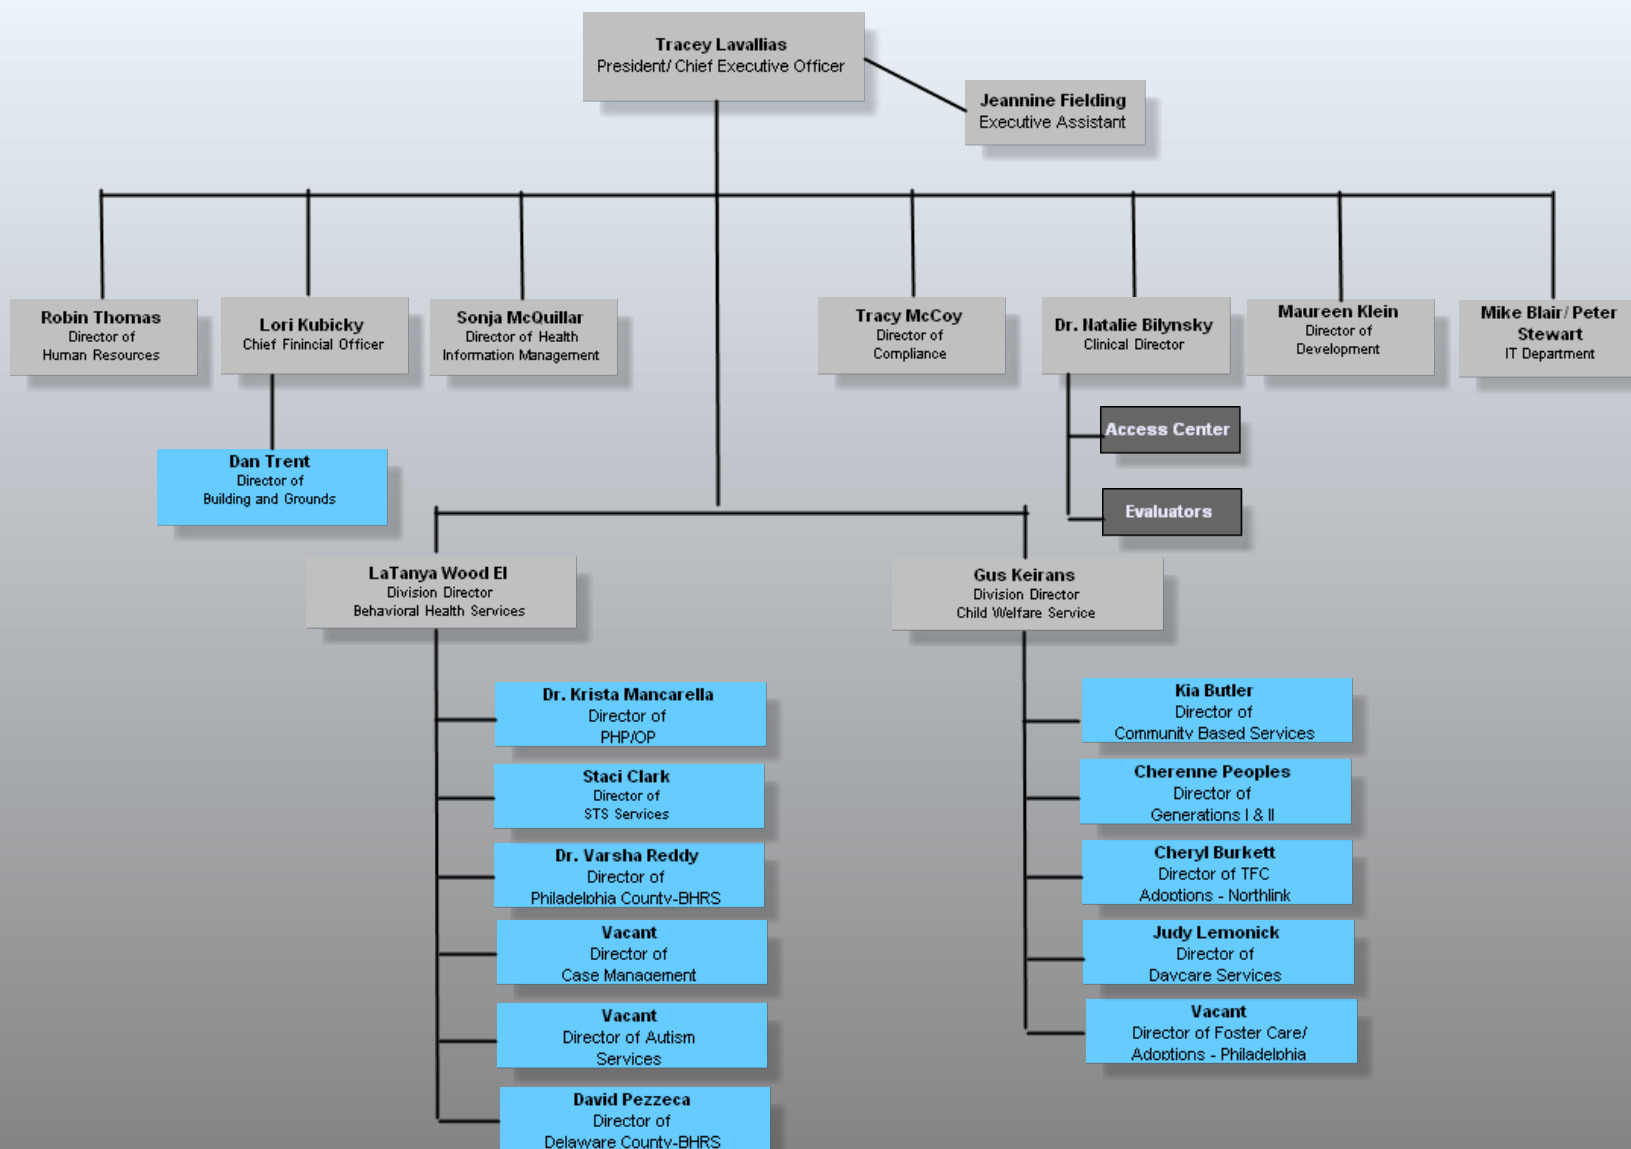 Tracey Lavallias
President/ Chief Executive Officer
Jeannine Fielding
Executive Assistant
Robin Thomas
Director of
Human Resources
Lori Kubicky
Chief Finincial Officer
Sonja McQuillar
Director of Health
Information Management
Tracy McCoy
Director of
Compliance
Dr. Natalie Bilynsky
Clinical Director
Maureen Klein
Director of
Development
Mike Blair/ Peter
Stewart
IT Department
Access Center
Evaluators
Dan Trent
Director of
Building and Grounds
LaTanya Wood El
Division Director
Behavioral Health Services
Gus Keirans
Division Director
Child Welfare Service
Dr. Krista Mancarella
Director of
PHP/OP
Staci Clark
Director of
STS Services
Dr. Varsha Reddy
Director of
Philadelphia County-BHRS
Vacant
Director of
Case Management
Vacant
Director of Autism
Services
David Pezzeca
Director of
Delaware County-BHRS
Kia Butler
Director of
Community Based Services
Cherenne Peoples
Director of
Generations I & II
Cheryl Burkett
Director of TFC
Adoptions - Northlink
Judy Lemonick
Director of
Daycare Services
Vacant
Director of Foster Care/
Adoptions - Philadelphia